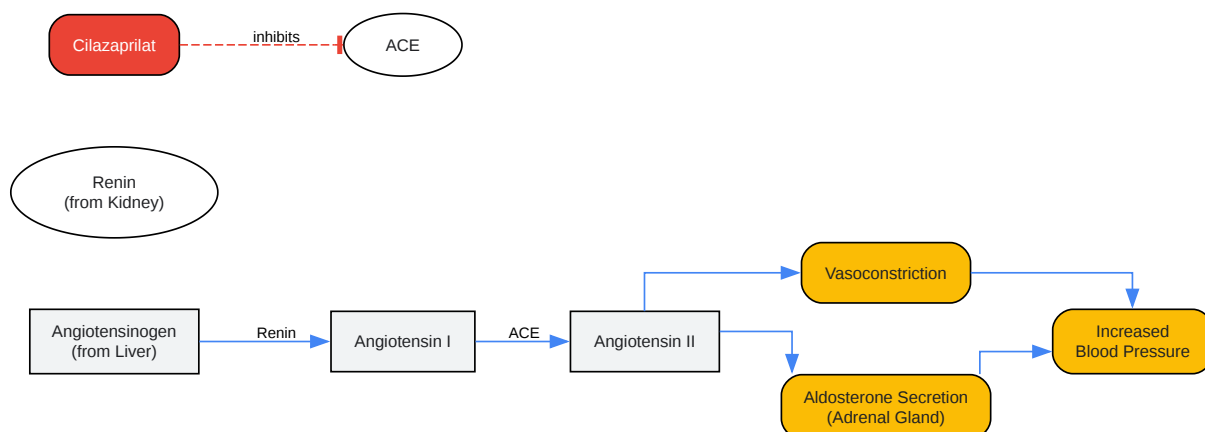 Cilazaprilat
inhibits
ACE
Renin
(from Kidney)
Vasoconstriction
Angiotensinogen
(from Liver)
Renin
Angiotensin I
ACE
Angiotensin II
Increased
Blood Pressure
Aldosterone Secretion
(Adrenal Gland)